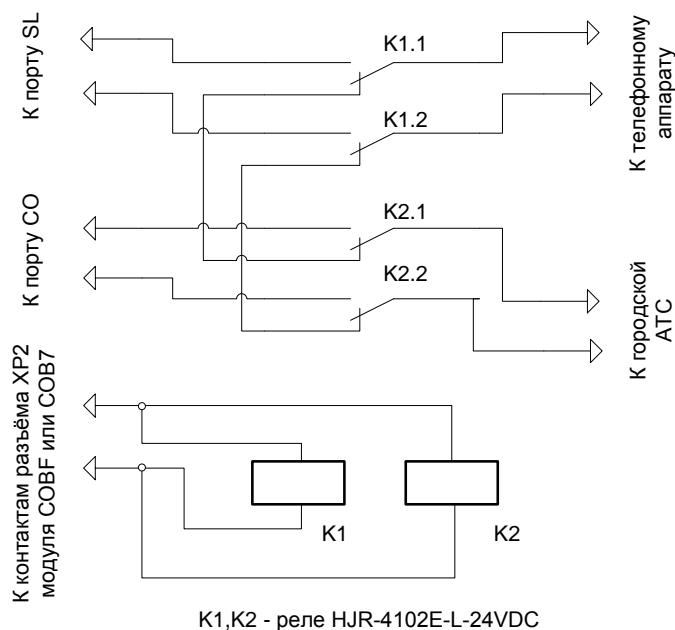 К порту SL
К1.1
К1.2
К телефонному
аппарату
К порту СО
К2.1
К2.2
К городской
АТС
К контактам разъёма ХР2
модуля COBF или СОВ7
К1
К2
К1,К2 - реле HJR-4102E-L-24VDC